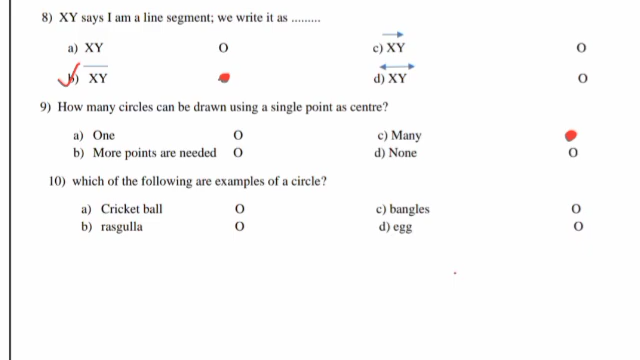 8) XY says I am a line segment; we write it as .........
a) XY O c) XY O
b) XY d) XY O
9) How many circles can be drawn using a single point as centre?
a) One O c) Many
b) More points are needed O d) None O
10) which of the following are examples of a circle?
a) Cricket ball O c) bangles O
b) rasgulla O d) egg O